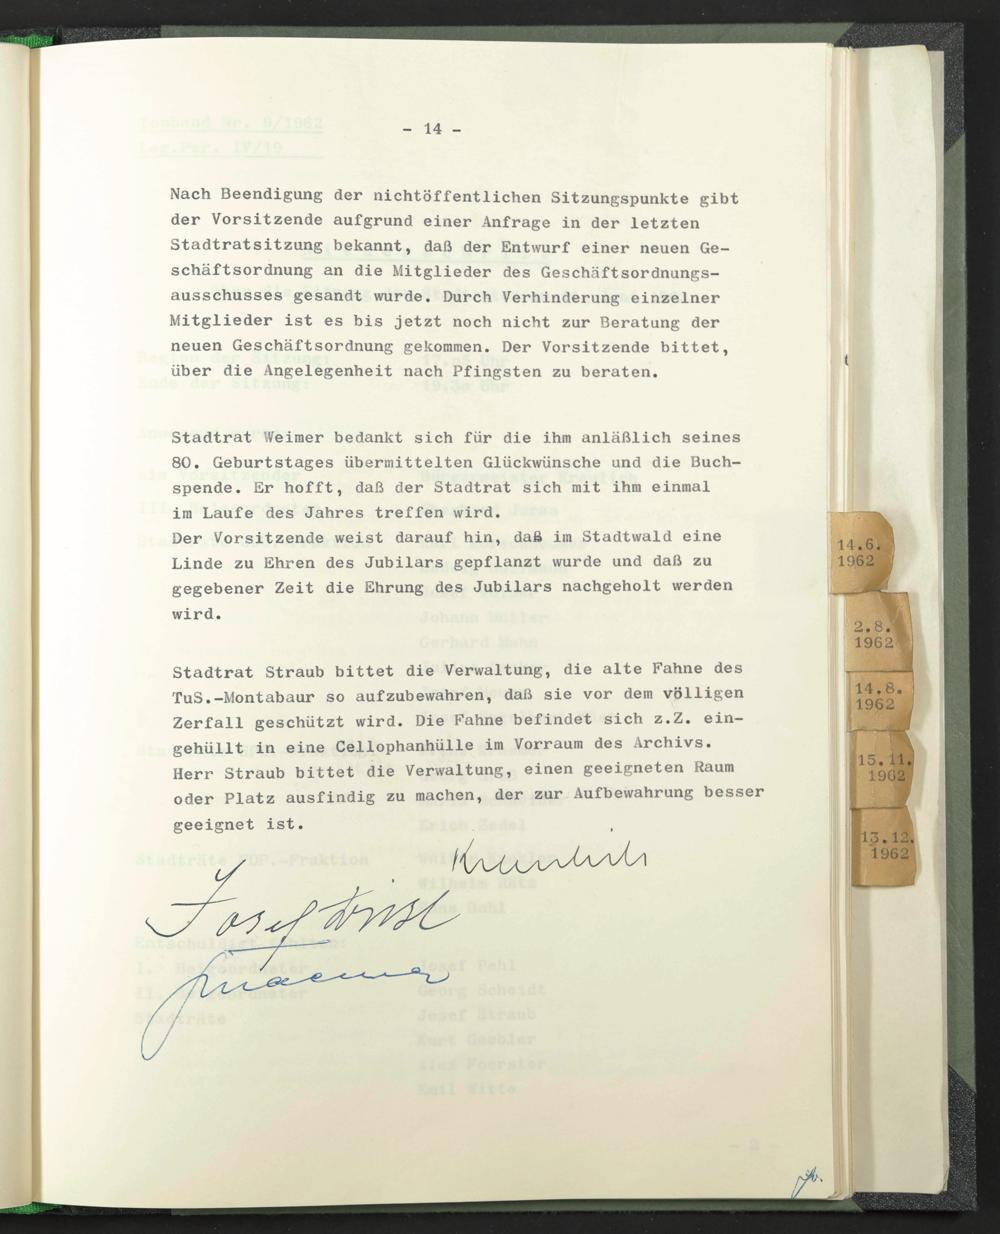 - 14 -
Nach Beendigung der nichtöffentlichen Sitzungspunkte gibt
der Vorsitzende aufgrund einer Anfrage in der letzten
Stadtratsitzung bekannt, daß der Entwurf einer neuen Ge-
schäftsordnung an die Mitglieder des Geschäftsordnungs-
ausschusses gesandt wurde. Durch Verhinderung einzelner
Mitglieder ist es bis jetzt noch nicht zur Beratung der
neuen Geschäftsordnung gekommen. Der Vorsitzende bittet,
über die Angelegenheit nach Pfingsten zu beraten.
Stadtrat Weimer bedankt sich für die ihm anläßlich seines
80. Geburtstages übermittelten Glückwünsche und die Buch-
spende. Er hofft, daß der Stadtrat sich mit ihm einmal
im Laufe des Jahres treffen wird.
Der Vorsitzende weist darauf hin, daß im Stadtwald eine
Linde zu Ehren des Jubilars gepflanzt wurde und daß zu
gegebener Zeit die Ehrung des Jubilars nachgeholt werden
wird.
Stadtrat Straub bittet die Verwaltung, die alte Fahne des
TuS.-Montabaur so aufzubewahren, daß sie vor dem völligen
Zerfall geschützt wird. Die Fahne befindet sich z.Z. ein-
gehüllt in eine Cellophanhülle im Vorraum des Archivs.
Herr Straub bittet die Verwaltung, einen geeigneten Raum
oder Platz ausfindig zu machen, der zur Aufbewahrung besser
geeignet ist.
Josef
14.6.
1962
2.8.
1962
14.8.
1962
15.11.
1962
13.12.
1962